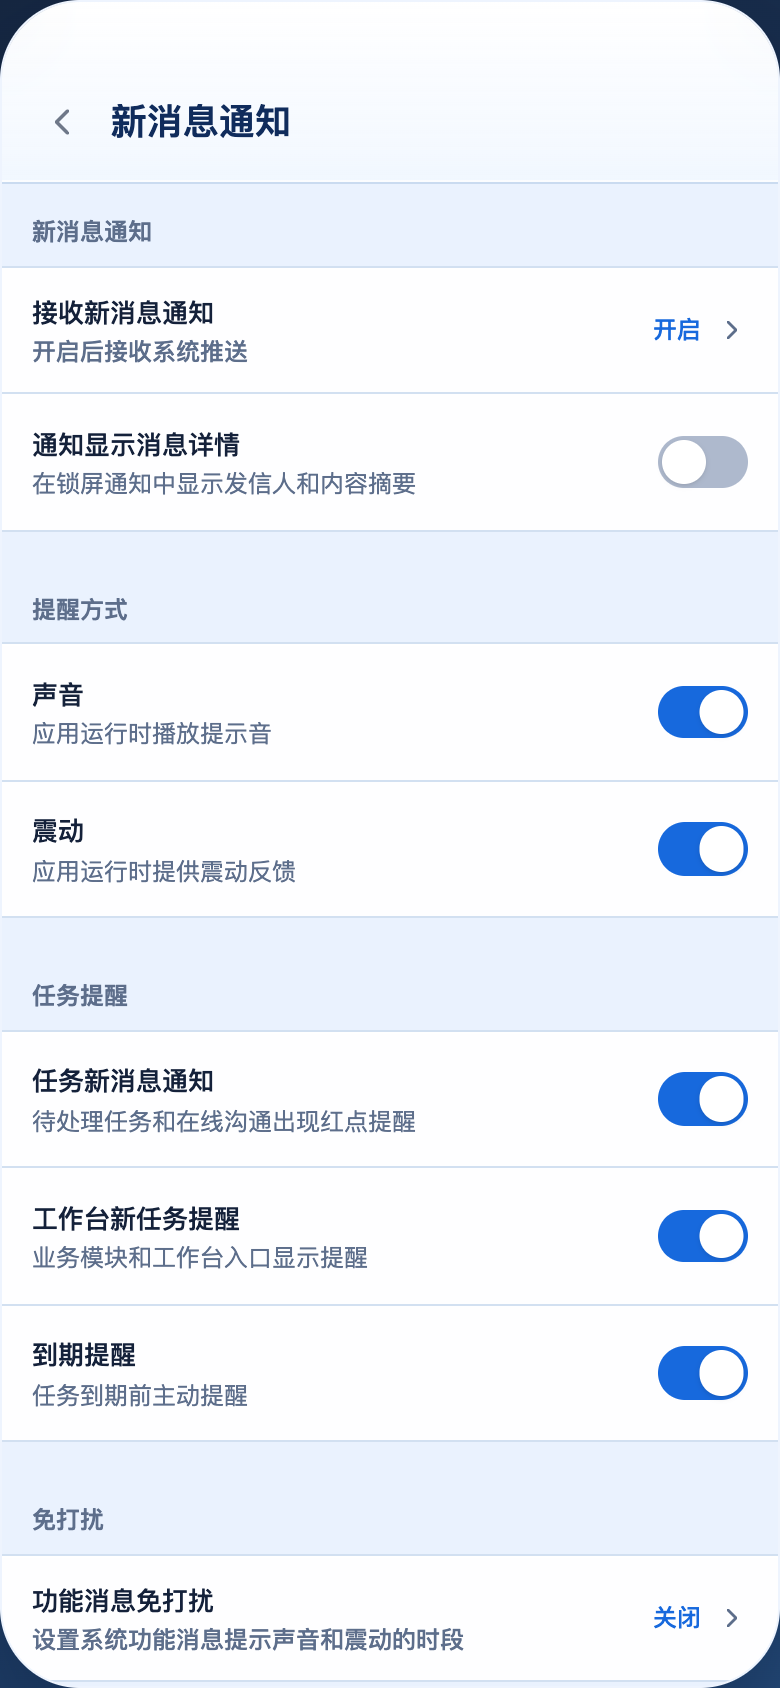 新消息通知
新消息通知
接收新消息通知
开启后接收系统推送
开启
通知显示消息详情
在锁屏通知中显示发信人和内容摘要
提醒方式
声音
应用运行时播放提示音
震动
应用运行时提供震动反馈
任务提醒
任务新消息通知
待处理任务和在线沟通出现红点提醒
工作台新任务提醒
业务模块和工作台入口显示提醒
到期提醒
任务到期前主动提醒
免打扰
功能消息免打扰
设置系统功能消息提示声音和震动的时段
关闭